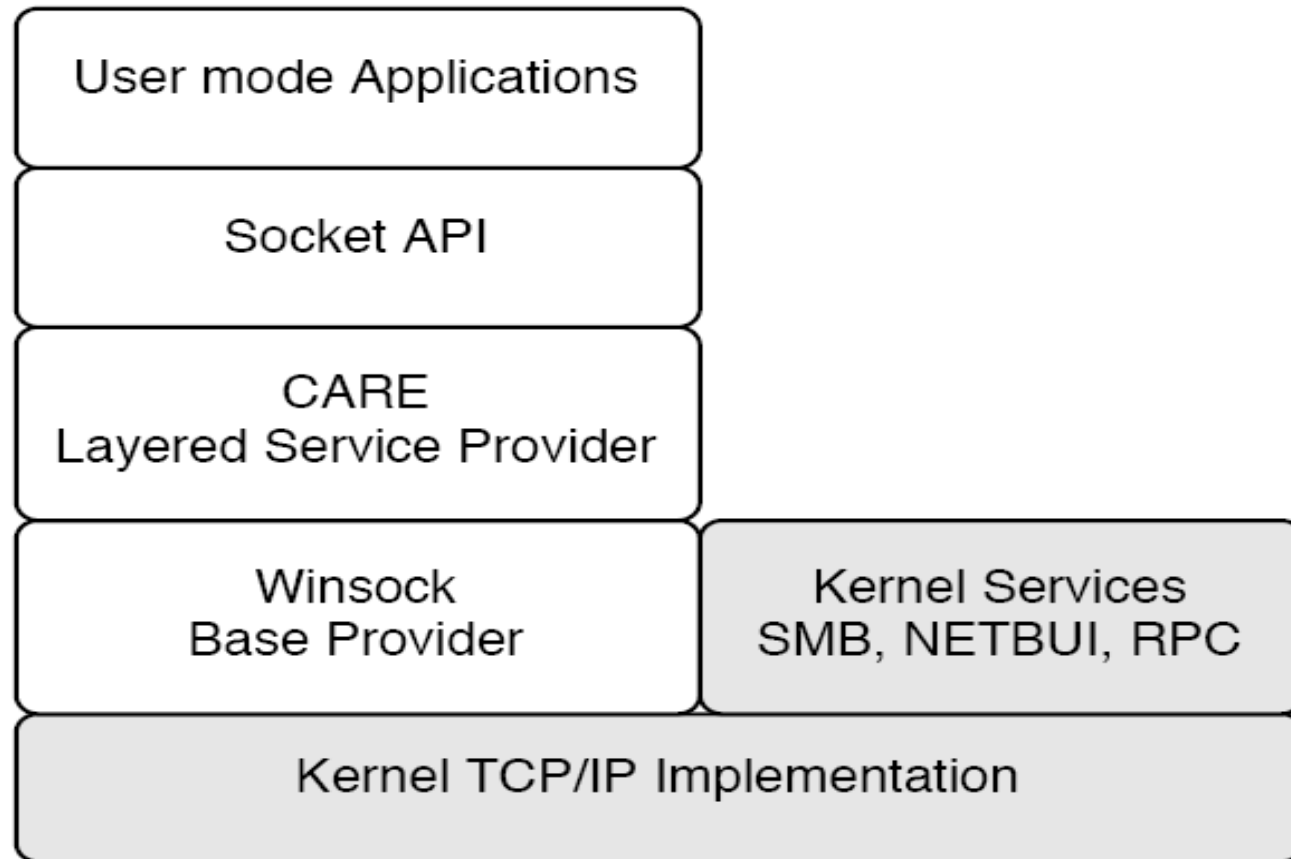 User mode Applications
Socket API
CARE
Layered Service Provider
Winsock
Base Provider
Kernel Services
SMB, NETBUI, RPC
Kernel TCP/IP Implementation